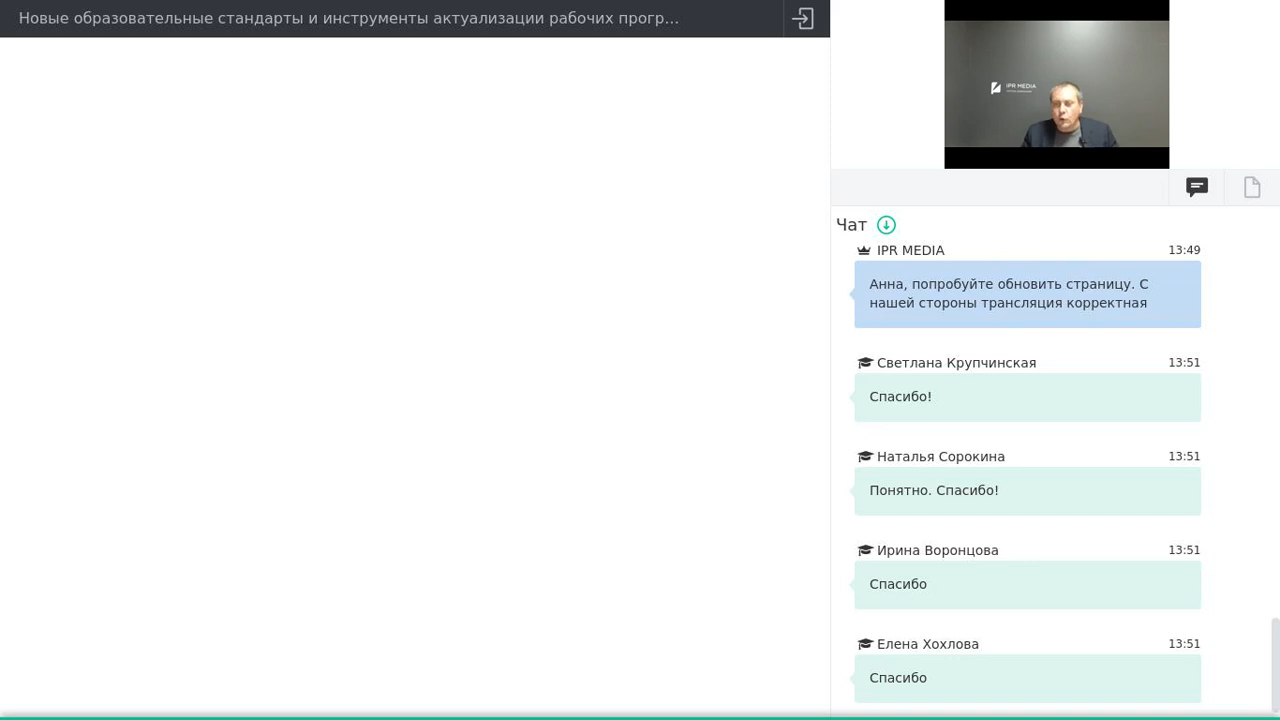 Новые образовательные стандарты и инструменты актуализации рабочих прогр...
IPR MEDIA
Чат
IPR MEDIA 13:49
Анна, попробуйте обновить страницу. С
нашей стороны трансляция корректная
Светлана Крупчинская 13:51
Спасибо!
Наталья Сорокина 13:51
Понятно. Спасибо!
Ирина Воронцова 13:51
Спасибо
Елена Хохлова 13:51
Спасибо